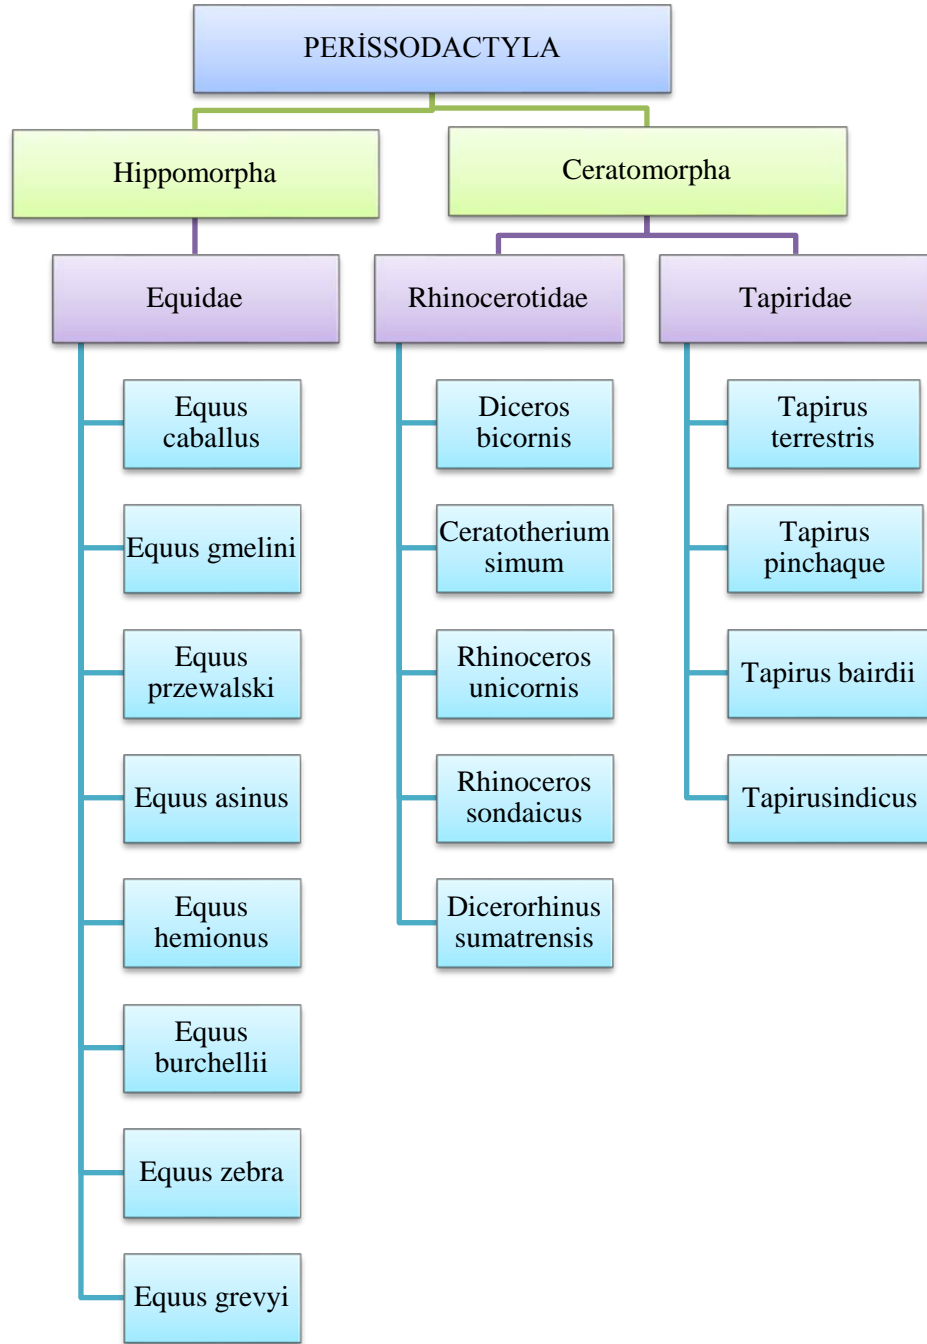 PERİSSODACTYLA
Hippomorpha
Ceratomorpha
Equidae
Rhinocerotidae
Tapiridae
Equus
caballus
Equus gmelini
Equus
przewalski
Equus asinus
Equus
hemionus
Equus
burchellii
Equus zebra
Equus grevyi
Diceros
bicornis
Ceratotherium
simum
Rhinoceros
unicornis
Rhinoceros
sondaicus
Dicerorhinus
sumatrensis
Tapirus
terrestris
Tapirus
pinchaque
Tapirus bairdii
Tapirusindicus